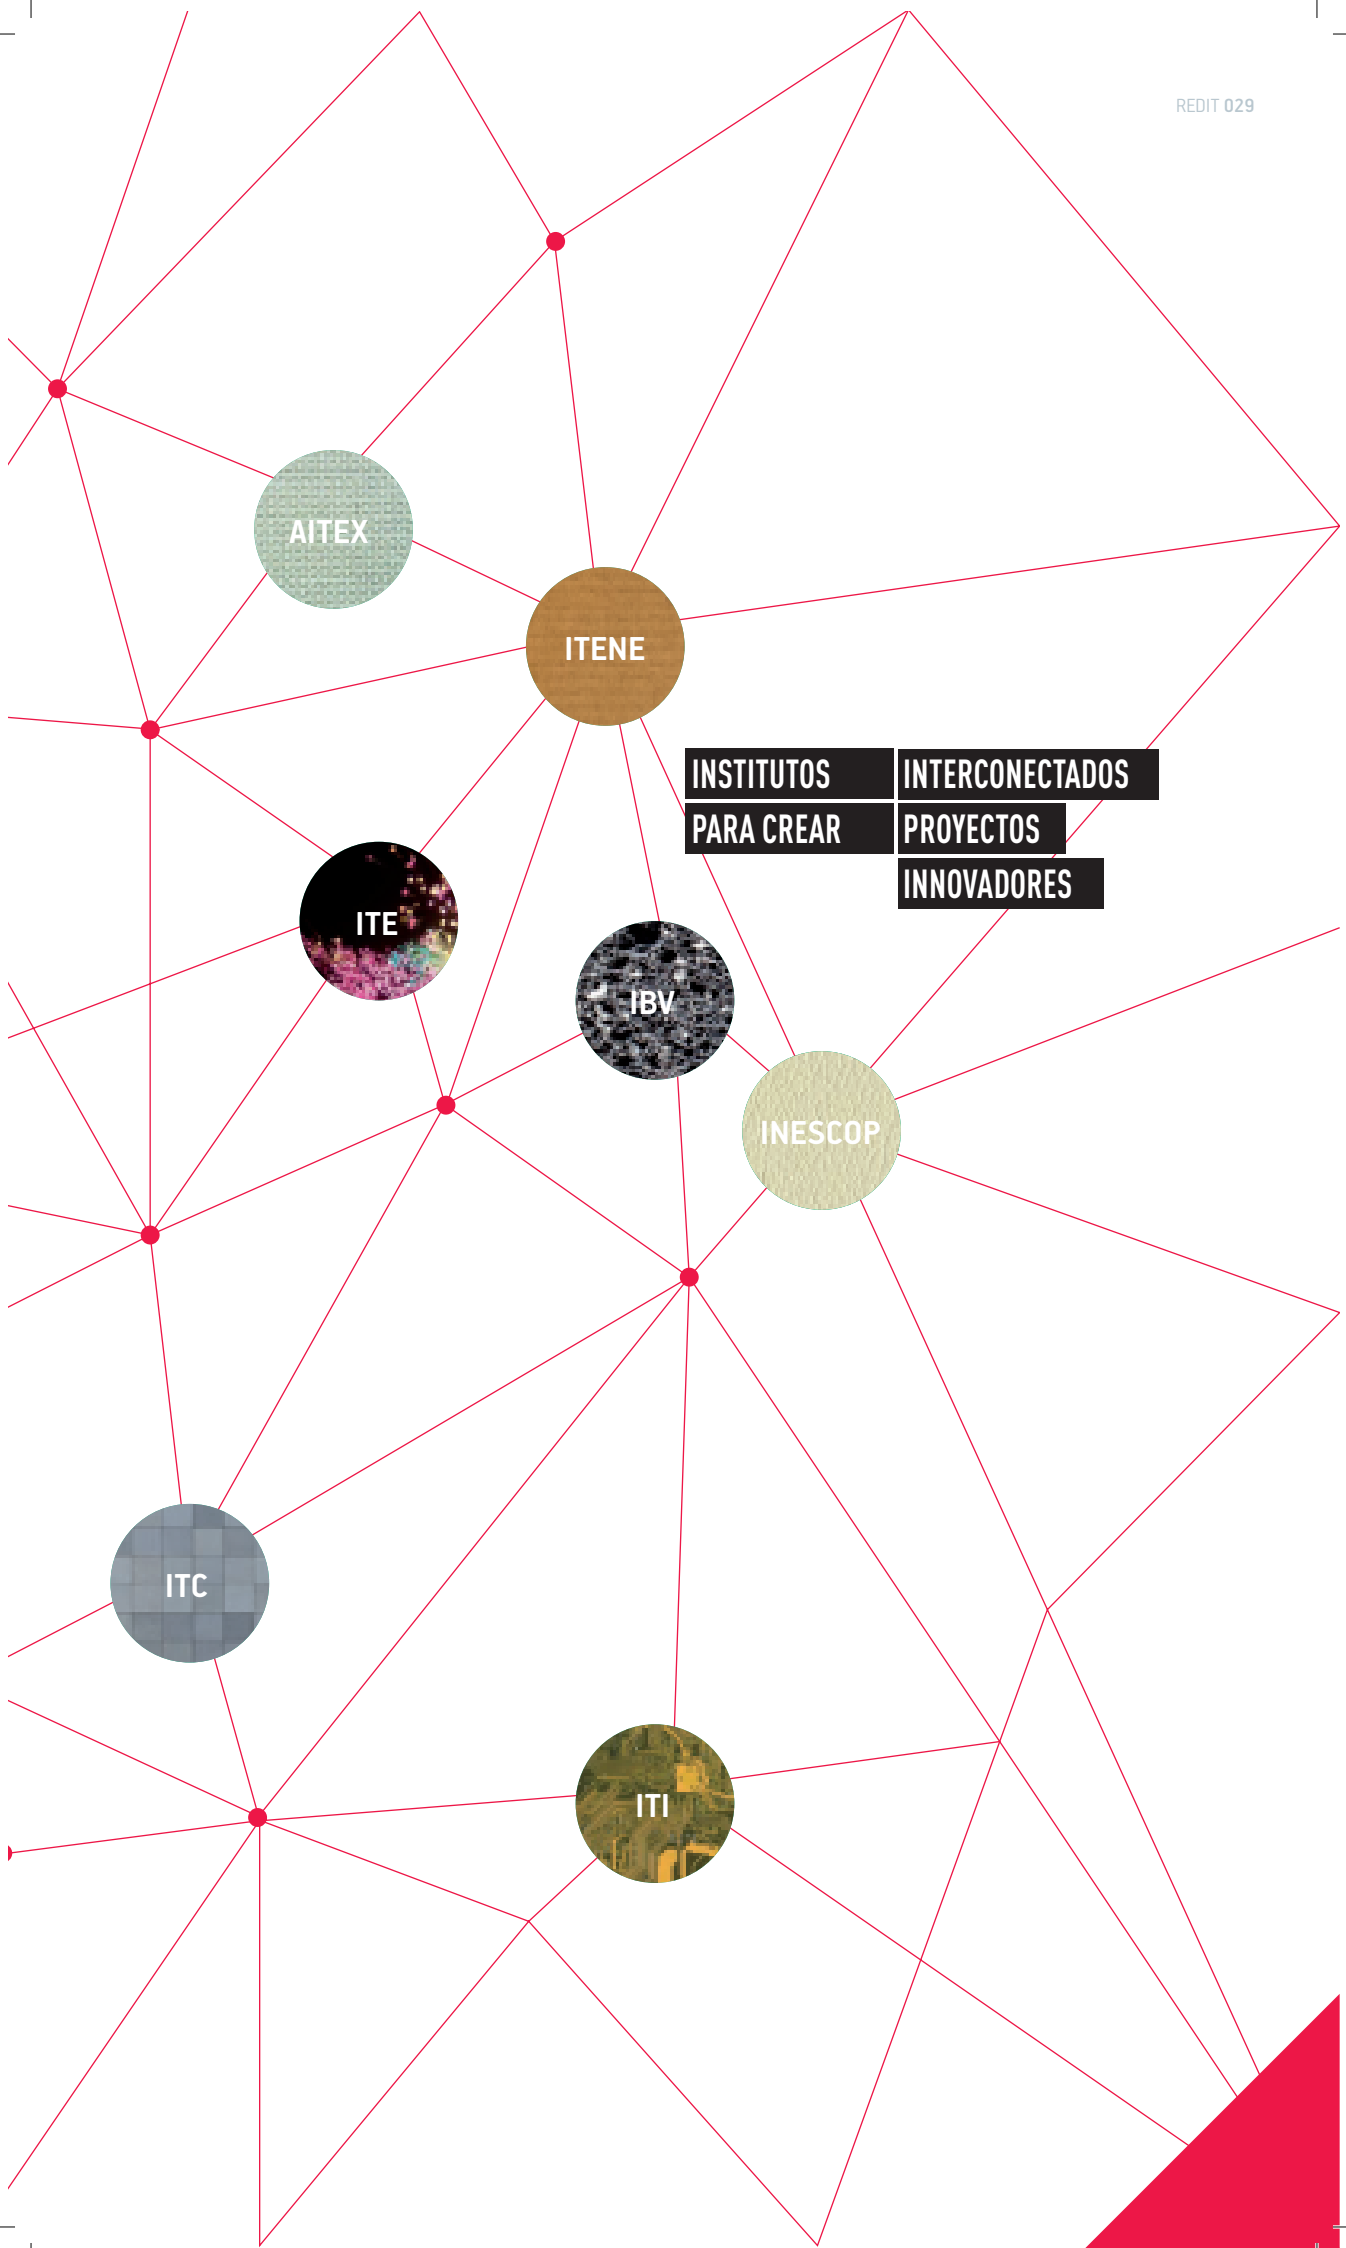 REDIT 029
AITEX
ITENE
INSTITUTOS INTERCONECTADOS
PARA CREAR PROYECTOS
INNOVADORES
ITE
IBV
INESCOP
ITC
ITI